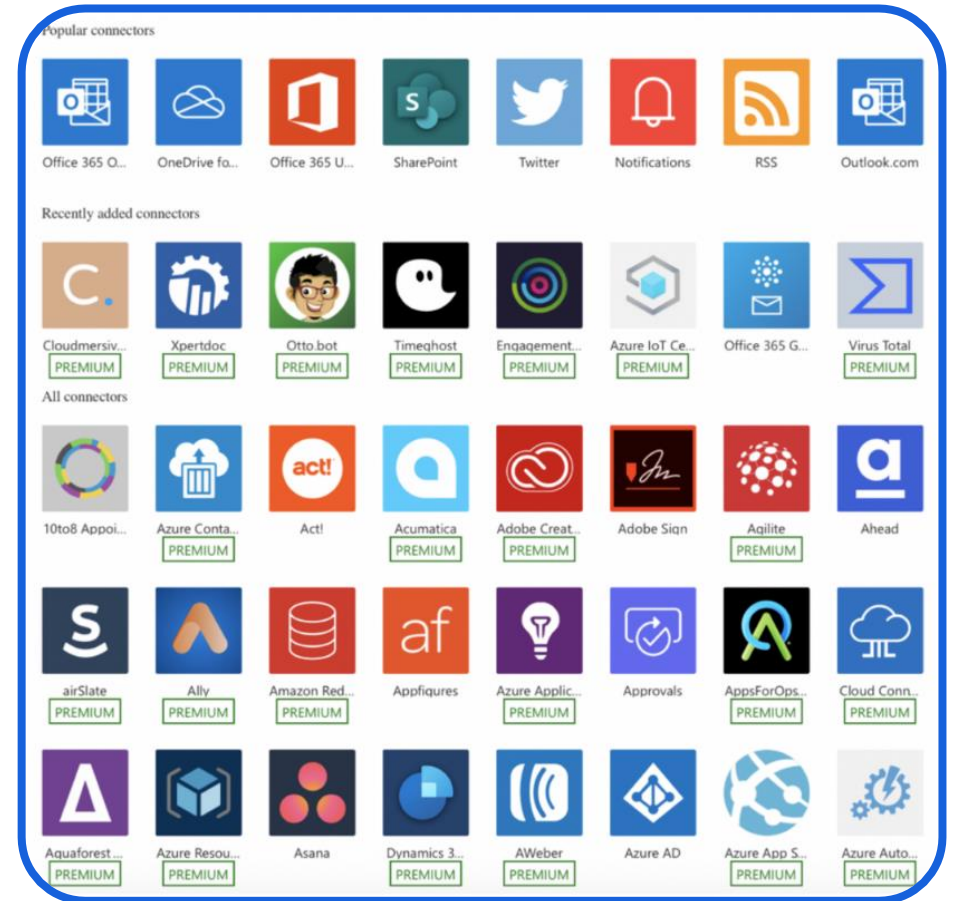 Popular connectors
Office 365 O... OneDrive fo... Office 365 U... SharePoint Twitter Notifications RSS Outlook.com
Recently added connectors
Cloudmersiv... Xpertdoc Otto.bot Timeghost Engagement... Azure IoT Ce... Office 365 G... Virus Total
PREMIUM PREMIUM PREMIUM PREMIUM PREMIUM PREMIUM PREMIUM
All connectors
act!
10to8 Appoi... Azure Conta... Act! Acumatica Adobe Creat... Adobe Sign Agilite Ahead
PREMIUM PREMIUM PREMIUM PREMIUM
af
airSlate Ally Amazon Red... Appfigures Azure Applic... Approvals AppsForOps... Cloud Conn...
PREMIUM PREMIUM PREMIUM PREMIUM PREMIUM PREMIUM
Aquaforest ... Azure Resou... Asana Dynamics 3... AWeber Azure AD Azure App S... Azure Auto...
PREMIUM PREMIUM PREMIUM PREMIUM PREMIUM PREMIUM